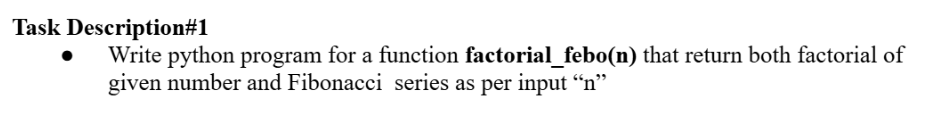 Task Description#1
● Write python program for a function factorial_febo(n) that return both factorial of
given number and Fibonacci series as per input “n”